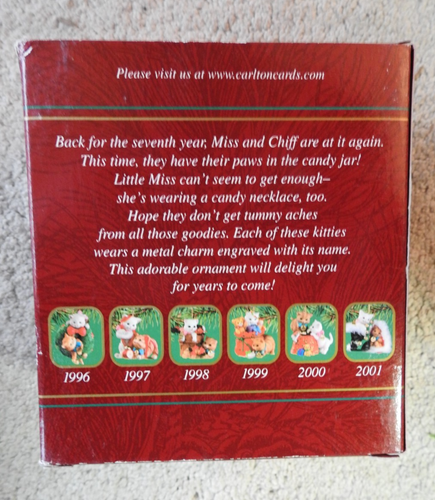 Please visit us at www.carltoncards.com
Back for the seventh year, Miss and Chiff are at it again.
This time, they have their paws in the candy jar!
Little Miss can't seem to get enough–
she's wearing a candy necklace, too.
Hope they don't get tummy aches
from all those goodies. Each of these kitties
wears a metal charm engraved with its name.
This adorable ornament will delight you
for years to come!
1996 1997 1998 1999 2000 2001